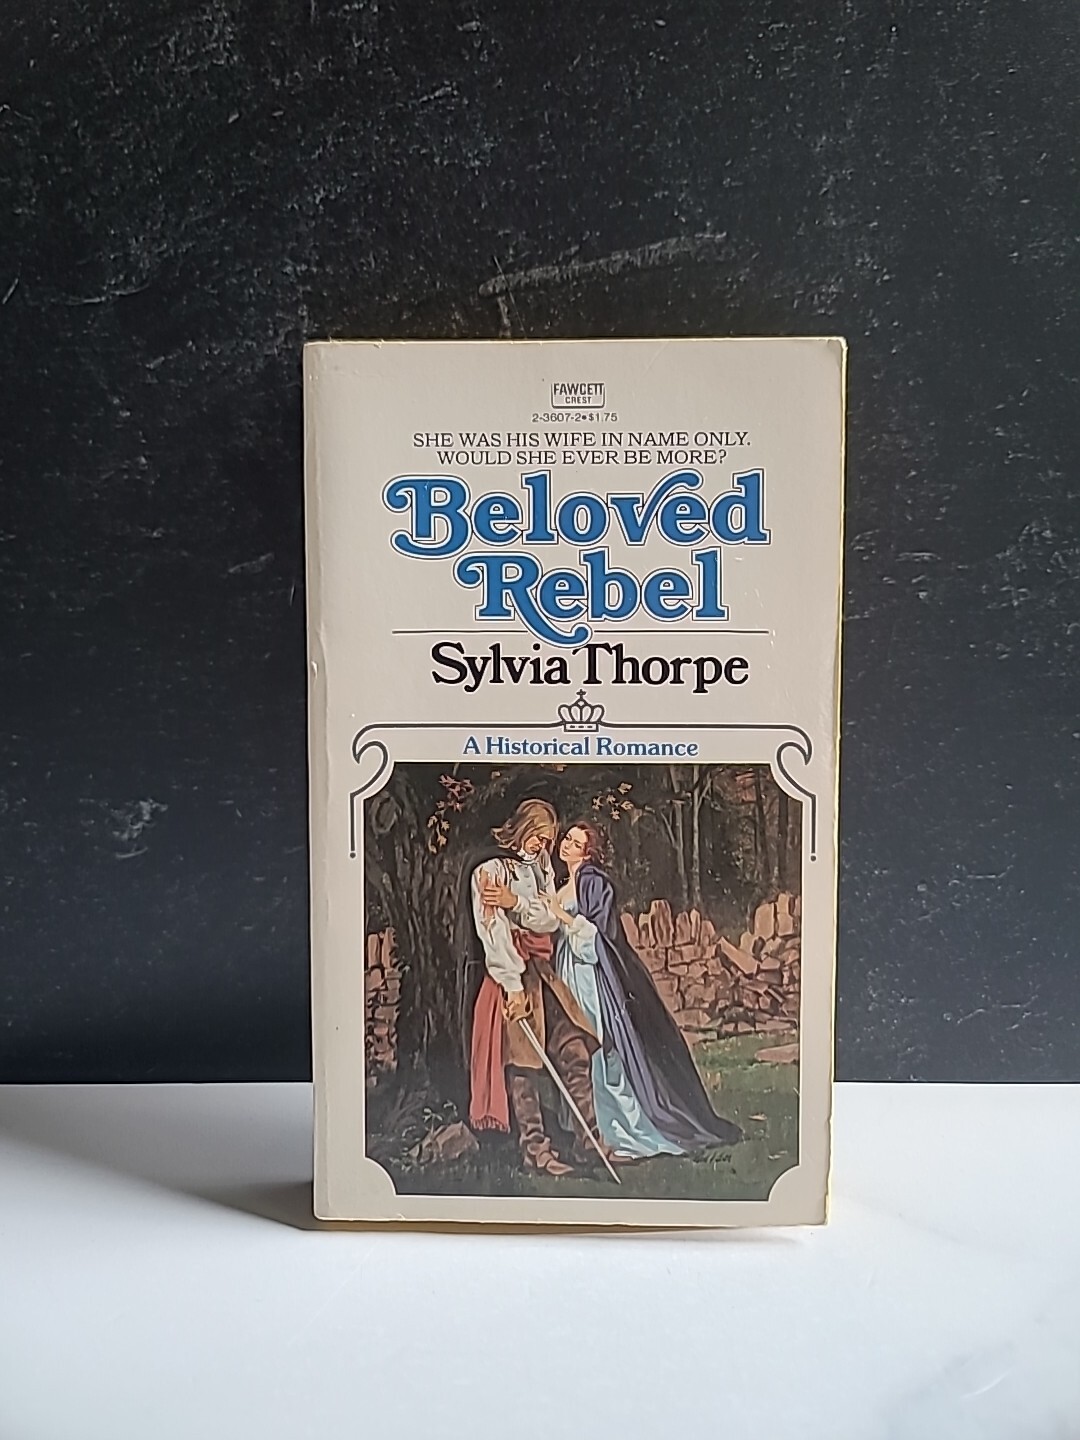 FAWCETT
CREST
2-3607-2•$1.75
SHE WAS HIS WIFE IN NAME ONLY.
WOULD SHE EVER BE MORE?
Beloved
Rebel
Sylvia Thorpe
A Historical Romance